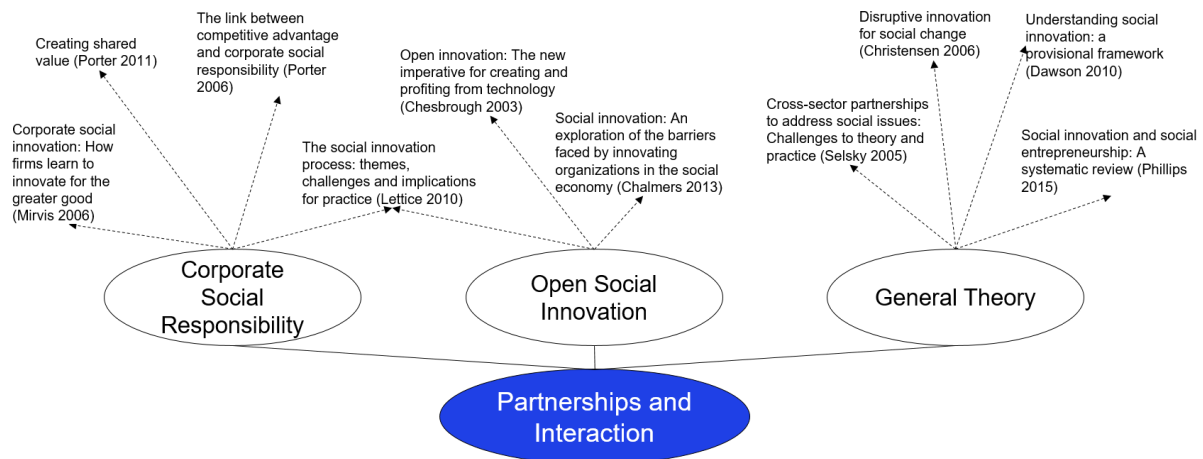 Creating shared
value (Porter 2011)
The link between
competitive advantage
and corporate social
responsibility (Porter
2006)
Corporate social
innovation: How
firms learn to
innovate for the
greater good
(Mirvis 2006)
The social innovation
process: themes,
challenges and implications
for practice (Lettice 2010)
Open innovation: The new
imperative for creating and
profiting from technology
(Chesbrough 2003)
Social innovation: An
exploration of the barriers
faced by innovating
organizations in the social
economy (Chalmers 2013)
Disruptive innovation
for social change
(Christensen 2006)
Understanding social
innovation: a
provisional framework
(Dawson 2010)
Cross-sector partnerships
to address social issues:
Challenges to theory and
practice (Selsky 2005)
Social innovation and social
entrepreneurship: A
systematic review (Phillips
2015)
Corporate
Social
Responsibility
Open Social
Innovation
General Theory
Partnerships and
Interaction